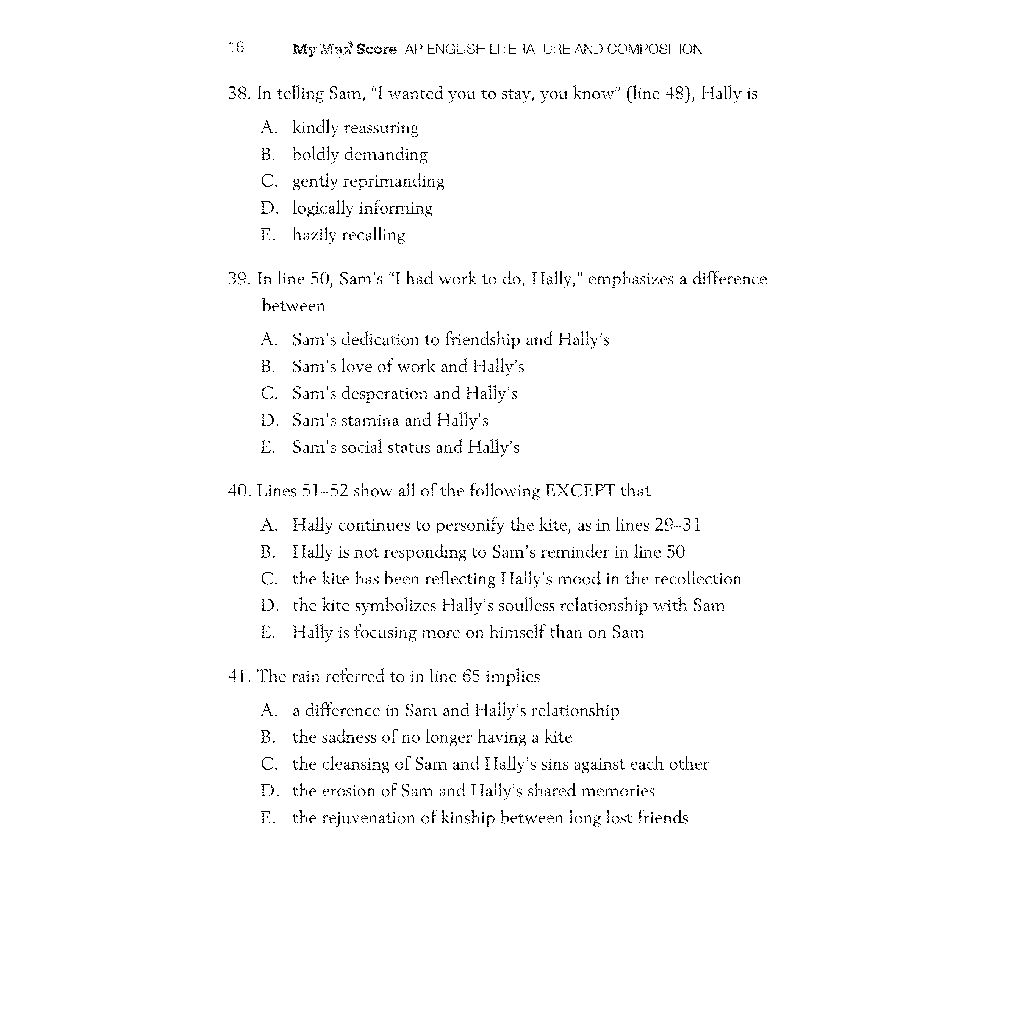 16 My Max Score AP ENGLISH LITERATURE AND COMPOSITION
38. In telling Sam, "I wanted you to stay, you know" (line 48), Hally is
A. kindly reassuring
B. boldly demanding
C. gently reprimanding
D. logically informing
E. hazily recalling
39. In line 50, Sam's "I had work to do, Hally," emphasizes a difference
between
A. Sam's dedication to friendship and Hally's
B. Sam's love of work and Hally's
C. Sam's desperation and Hally's
D. Sam's stamina and Hally's
E. Sam's social status and Hally's
40. Lines 51–52 show all of the following EXCEPT that
A. Hally continues to personify the kite, as in lines 29–31
B. Hally is not responding to Sam's reminder in line 50
C. the kite has been reflecting Hally's mood in the recollection
D. the kite symbolizes Hally's soulless relationship with Sam
E. Hally is focusing more on himself than on Sam
41. The rain referred to in line 65 implies
A. a difference in Sam and Hally's relationship
B. the sadness of no longer having a kite
C. the cleansing of Sam and Hally's sins against each other
D. the erosion of Sam and Hally's shared memories
E. the rejuvenation of kinship between long lost friends